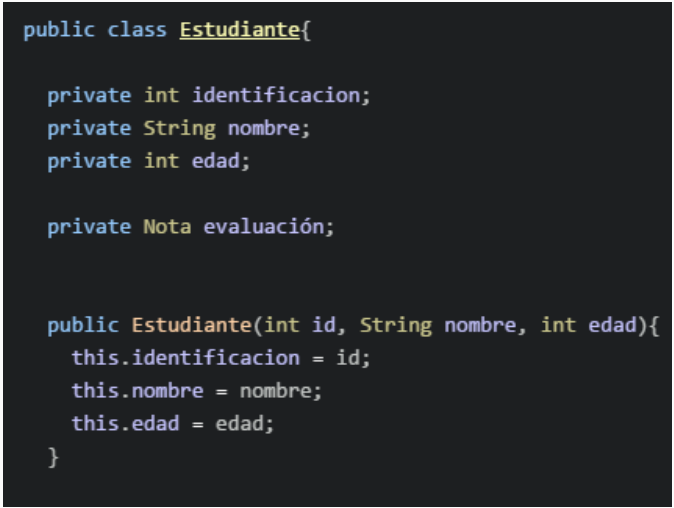 public class Estudiante{
private int identificacion;
private String nombre;
private int edad;
private Nota evaluación;
public Estudiante(int id, String nombre, int edad){
this.identificacion = id;
this.nombre = nombre;
this.edad = edad;
}